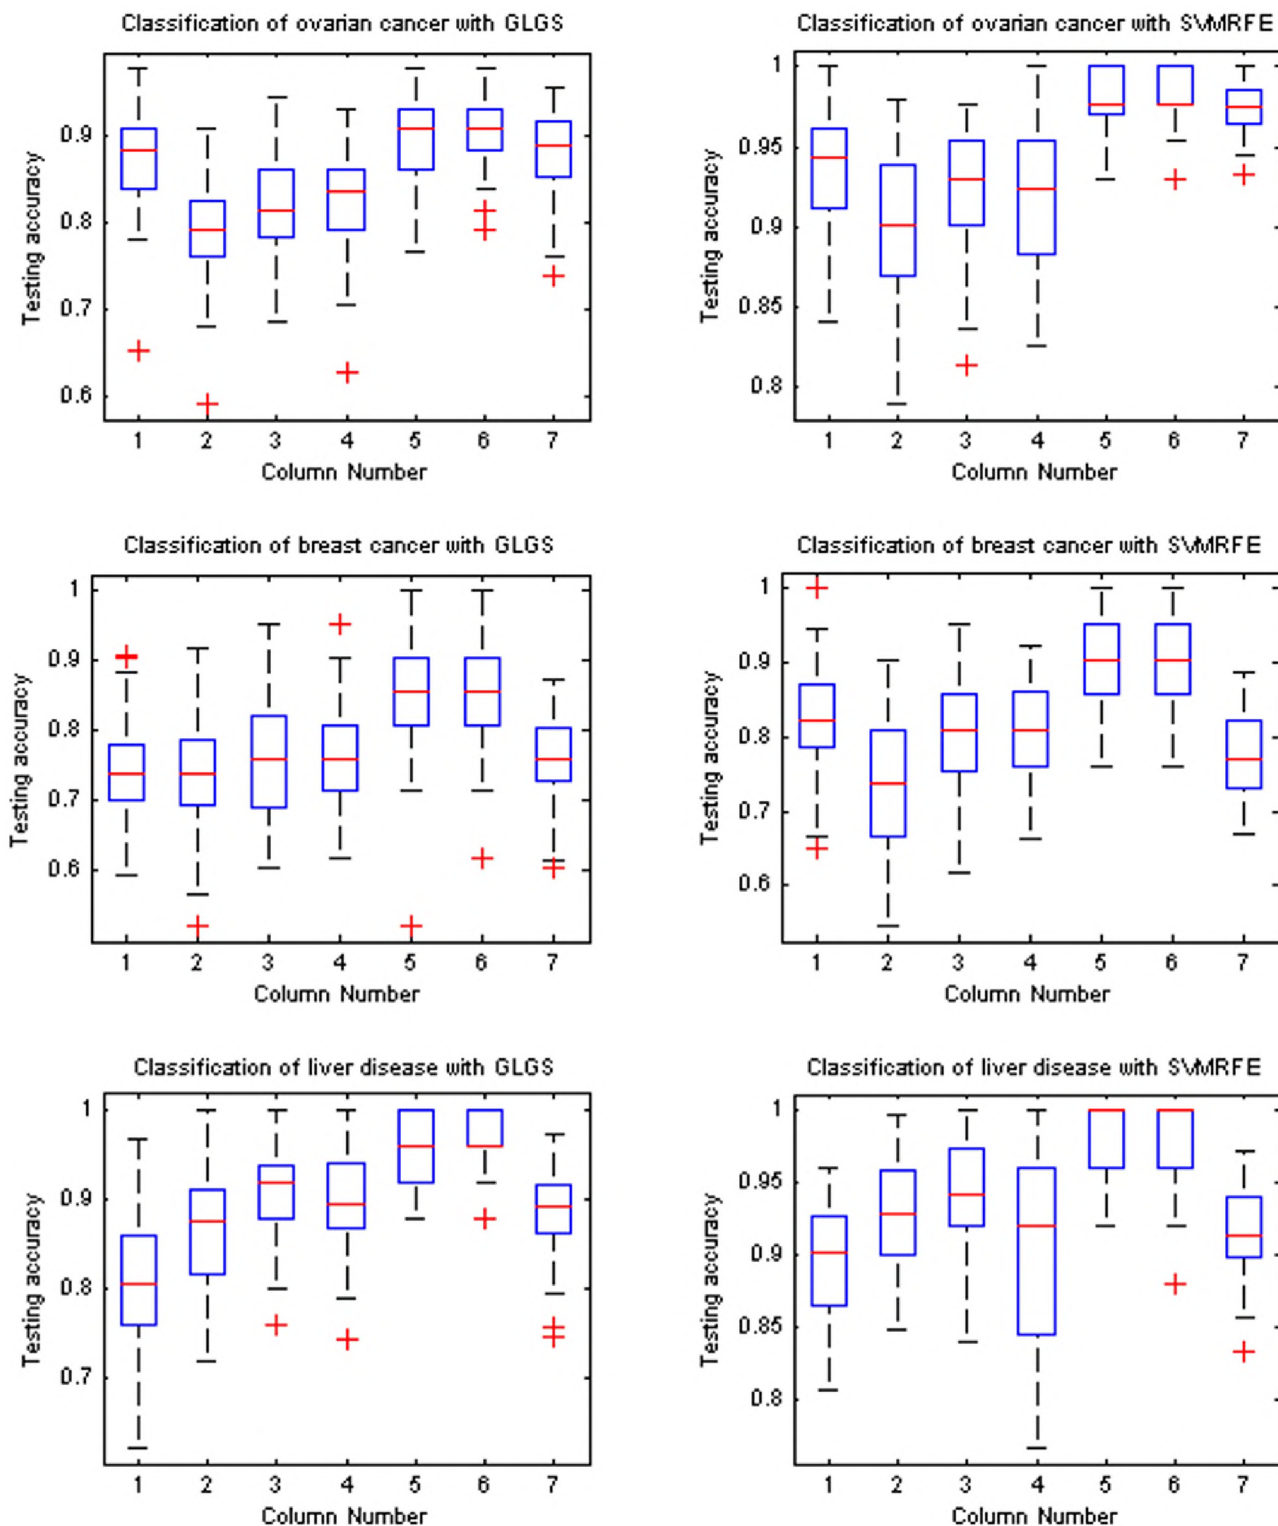 Classification of ovarian cancer with GLGS
Testing accuracy
0.9
0.8
0.7
0.6
1 2 3 4 5 6 7
Column Number
Classification of ovarian cancer with SVMRFE
Testing accuracy
1
0.95
0.9
0.85
0.8
1 2 3 4 5 6 7
Column Number
Classification of breast cancer with GLGS
Testing accuracy
1
0.9
0.8
0.7
0.6
1 2 3 4 5 6 7
Column Number
Classification of breast cancer with SVMRFE
Testing accuracy
1
0.9
0.8
0.7
0.6
1 2 3 4 5 6 7
Column Number
Classification of liver disease with GLGS
Testing accuracy
1
0.9
0.8
0.7
1 2 3 4 5 6 7
Column Number
Classification of liver disease with SVMRFE
Testing accuracy
1
0.95
0.9
0.85
0.8
1 2 3 4 5 6 7
Column Number